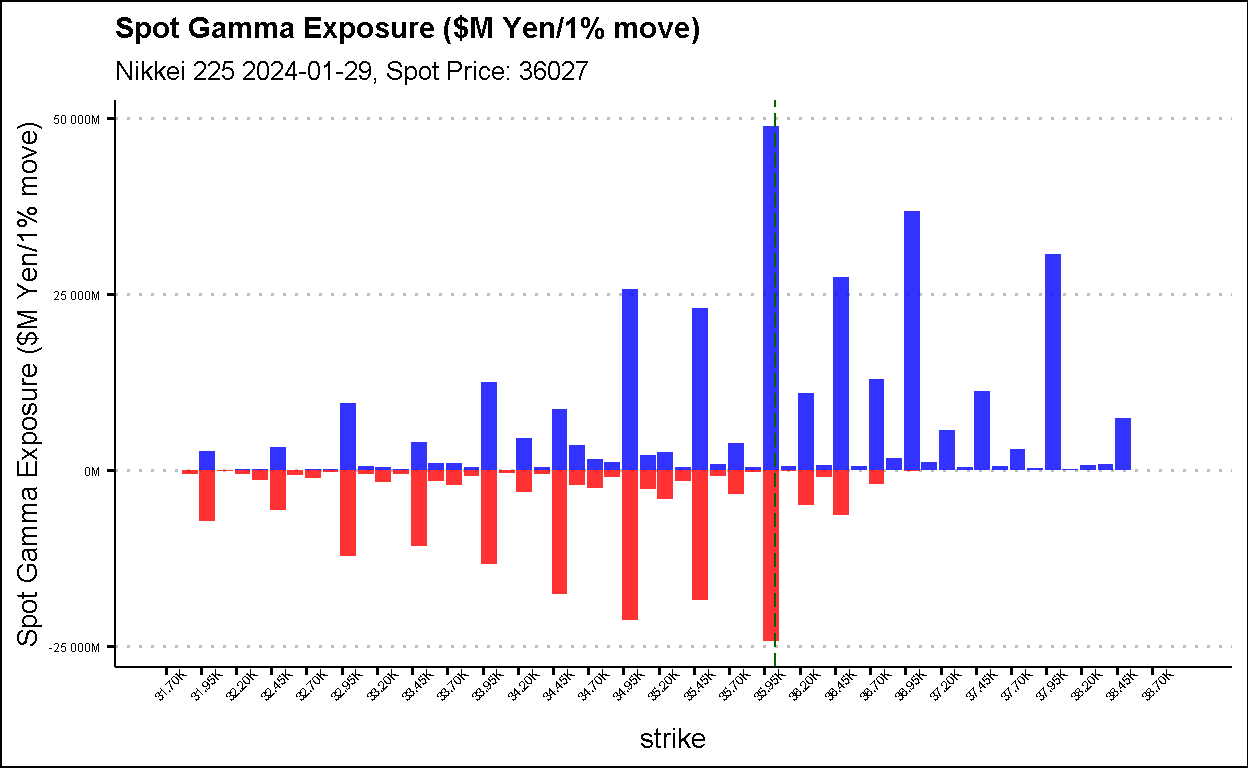 Spot Gamma Exposure ($M Yen/1% move)
Nikkei 225 2024-01-29, Spot Price: 36027
Spot Gamma Exposure ($M Yen/1% move)
50 000M
25 000M
0M
-25 000M
31.70K
31.95K
32.20K
32.45K
32.70K
32.95K
33.20K
33.45K
33.70K
33.95K
34.20K
34.45K
34.70K
34.95K
35.20K
35.45K
35.70K
35.95K
36.20K
36.45K
36.70K
36.95K
37.20K
37.45K
37.70K
37.95K
38.20K
38.45K
38.70K
strike